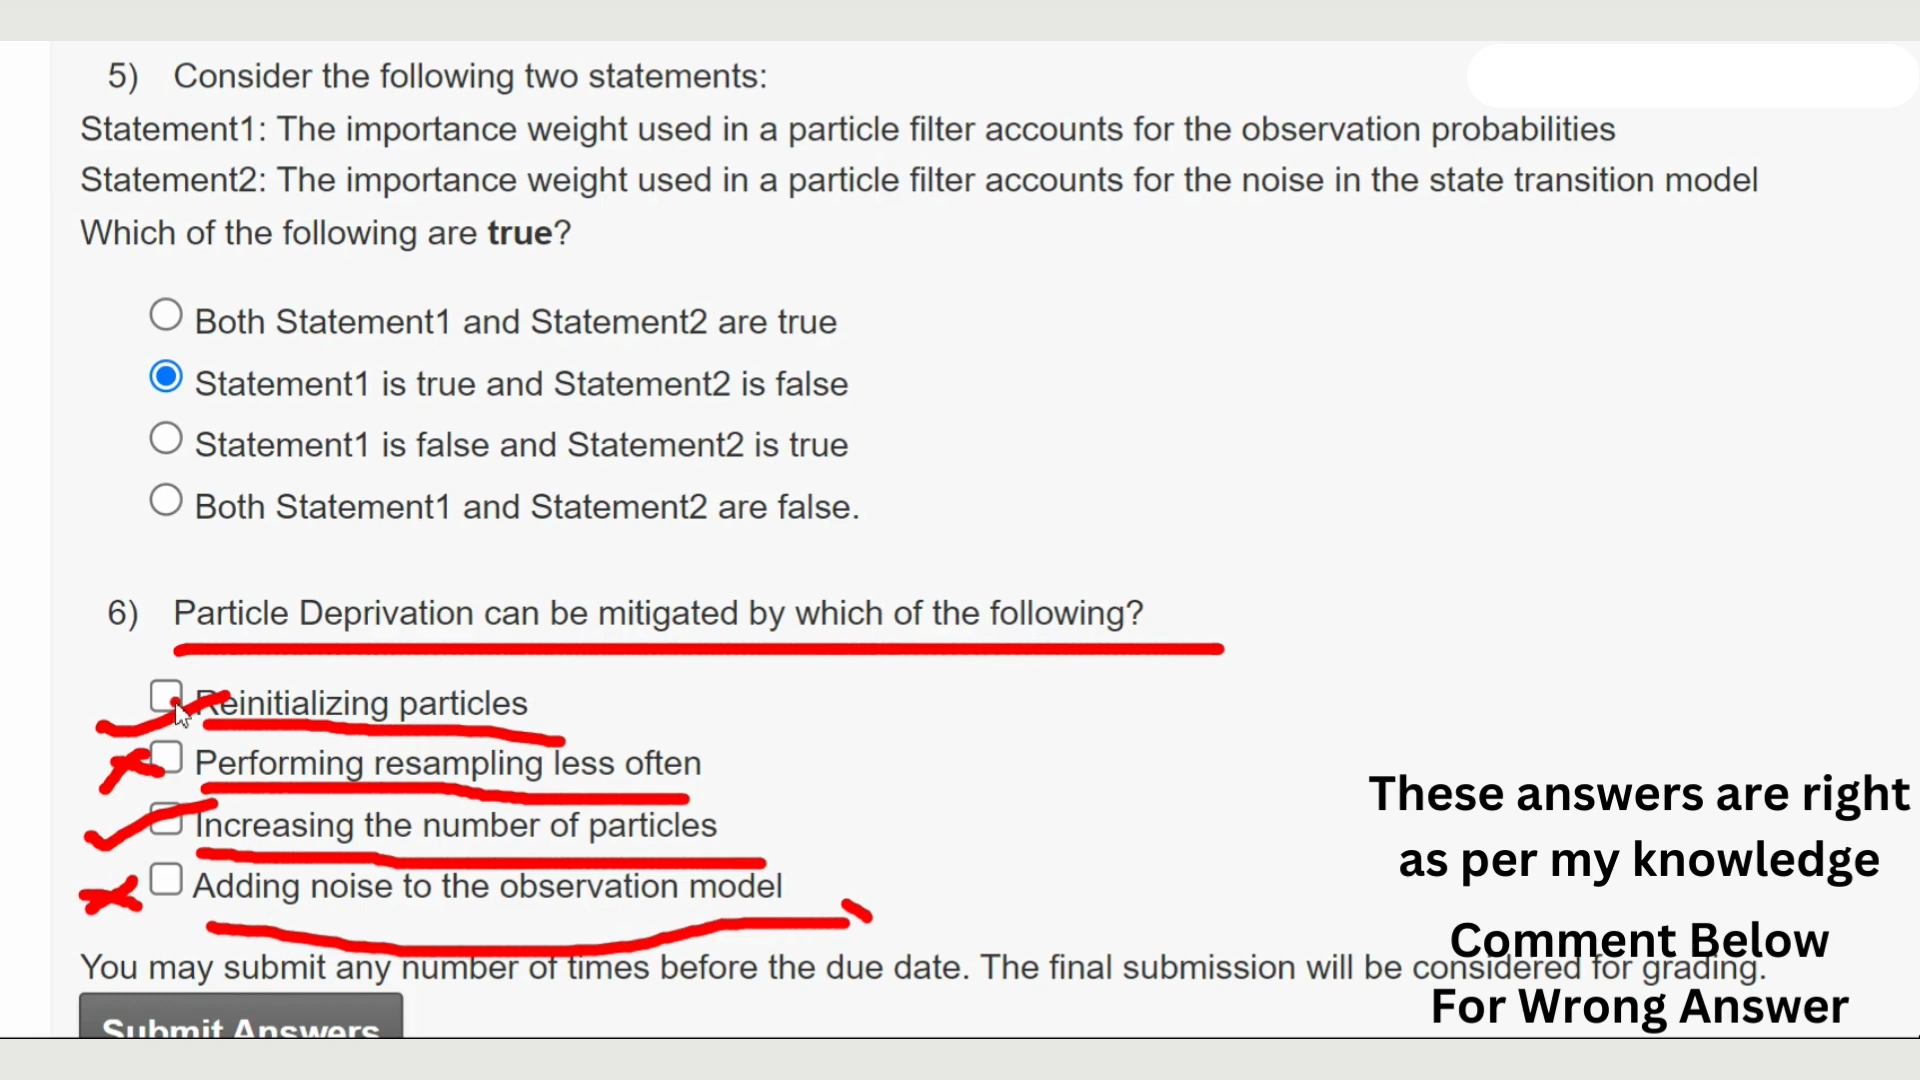 5) Consider the following two statements:
Statement1: The importance weight used in a particle filter accounts for the observation probabilities
Statement2: The importance weight used in a particle filter accounts for the noise in the state transition model
Which of the following are true?
Both Statement1 and Statement2 are true
Statement1 is true and Statement2 is false
Statement1 is false and Statement2 is true
Both Statement1 and Statement2 are false.
6) Particle Deprivation can be mitigated by which of the following?
Reinitializing particles
Performing resampling less often
Increasing the number of particles
Adding noise to the observation model
You may submit any number of times before the due date. The final submission will be considered for grading.
Submit Answers
These answers are right
as per my knowledge
Comment Below
For Wrong Answer